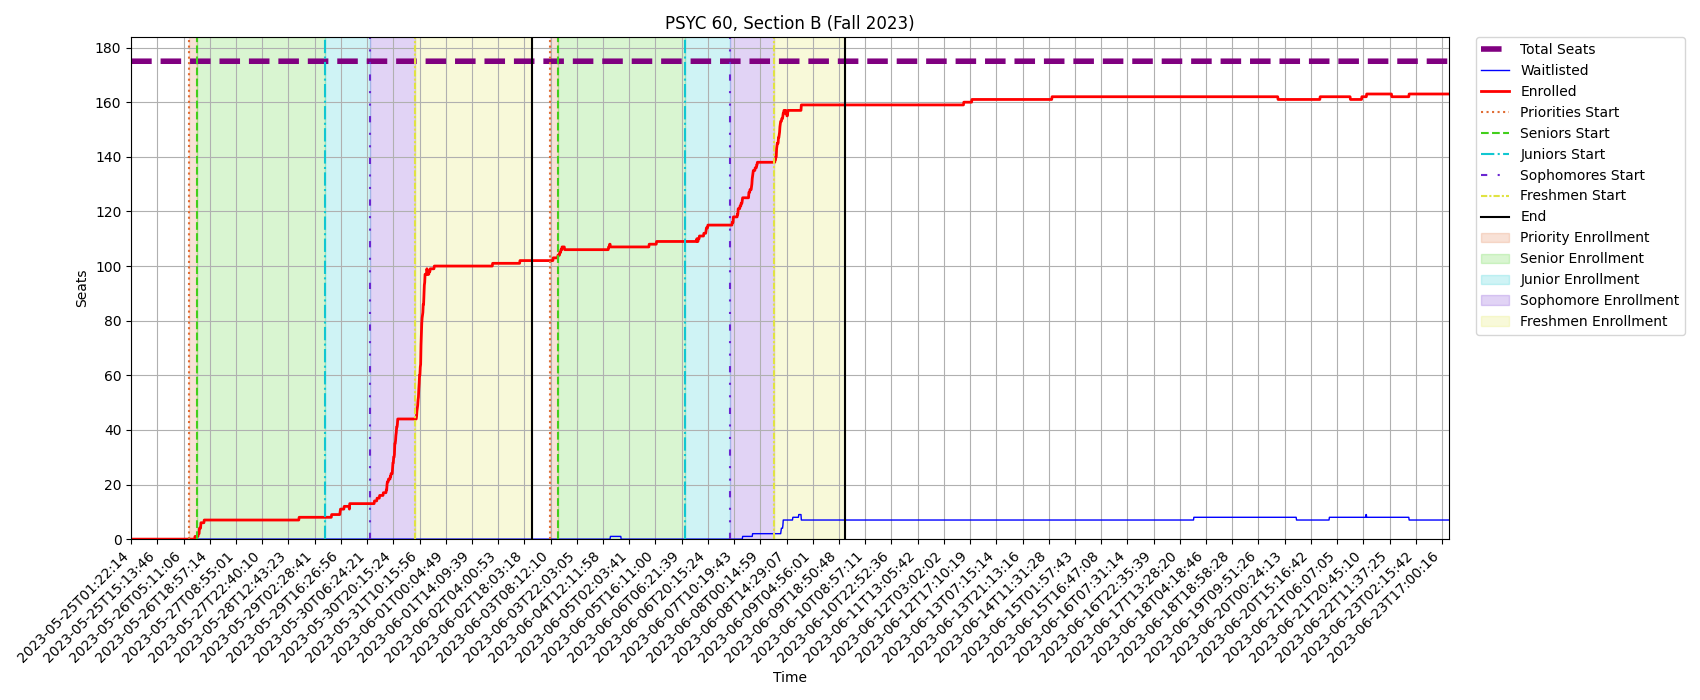 PSYC 60, Section B (Fall 2023)
Seats
180
160
140
120
100
80
60
40
20
0
2023-05-25T01:22:14
2023-05-25T15:13:46
2023-05-26T05:11:06
2023-05-26T18:57:14
2023-05-27T08:55:01
2023-05-27T22:40:10
2023-05-28T12:43:23
2023-05-29T02:28:41
2023-05-29T16:26:56
2023-05-30T06:24:21
2023-05-30T20:15:24
2023-05-31T10:15:56
2023-06-01T00:04:49
2023-06-01T14:09:39
2023-06-02T04:00:53
2023-06-02T18:03:18
2023-06-03T08:12:10
2023-06-03T22:03:05
2023-06-04T12:11:58
2023-06-05T02:03:41
2023-06-05T16:11:00
2023-06-06T06:21:39
2023-06-06T20:15:24
2023-06-07T10:19:43
2023-06-08T00:14:59
2023-06-08T14:29:07
2023-06-09T04:56:01
2023-06-09T18:50:48
2023-06-10T08:57:11
2023-06-10T22:52:36
2023-06-11T13:05:42
2023-06-12T03:02:02
2023-06-12T17:10:19
2023-06-13T07:15:14
2023-06-13T21:13:16
2023-06-14T11:31:28
2023-06-15T01:57:43
2023-06-15T16:47:08
2023-06-16T07:31:14
2023-06-16T22:35:39
2023-06-17T13:28:20
2023-06-18T04:18:46
2023-06-18T18:58:28
2023-06-19T09:51:26
2023-06-20T00:24:13
2023-06-20T15:16:42
2023-06-21T06:07:05
2023-06-21T20:45:10
2023-06-22T11:37:25
2023-06-23T02:15:42
2023-06-23T17:00:16
Time
Total Seats
Waitlisted
Enrolled
Priorities Start
Seniors Start
Juniors Start
Sophomores Start
Freshmen Start
End
Priority Enrollment
Senior Enrollment
Junior Enrollment
Sophomore Enrollment
Freshmen Enrollment